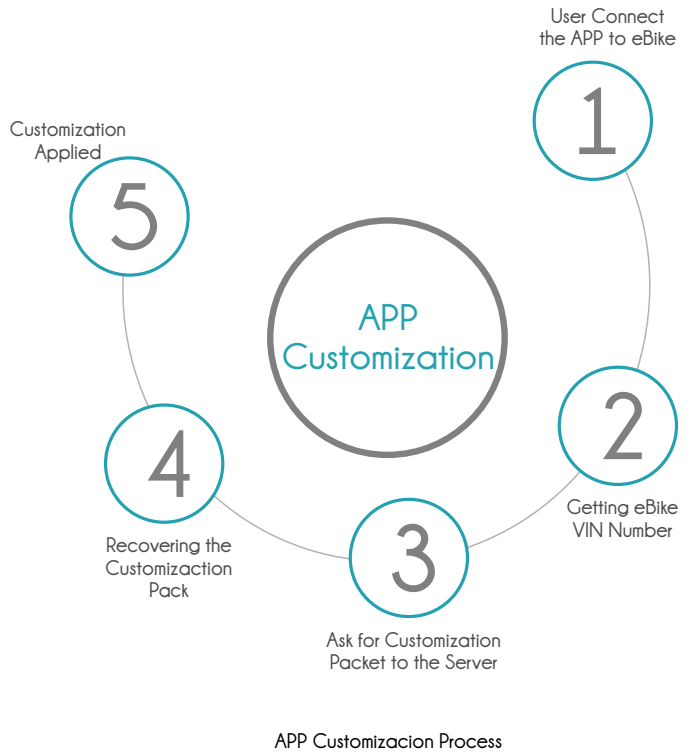 User Connect
the APP to eBike
1
Customization
Applied
5
APP
Customization
2
Getting eBike
VIN Number
4
Recovering the
Customizaction
Pack
3
Ask for Customization
Packet to the Server
APP Customizacion Process